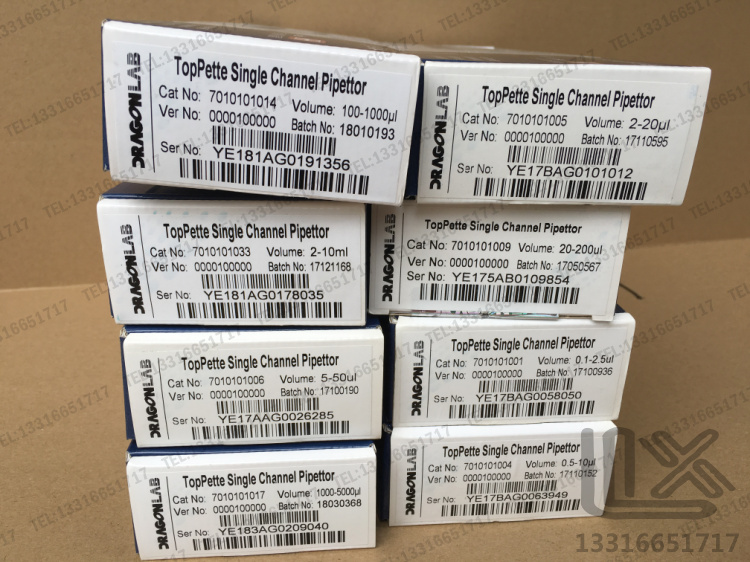 DRAGONLAB
TopPette Single Channel Pipettor
Cat No: 7010101014 Volume: 100-1000µl
Ver No: 0000100000 Batch No: 18010193
Ser No: YE181AG0191356
DRAGONLAB
TopPette Single Channel Pipettor
Cat No: 7010101005 Volume: 2-20µl
Ver No: 0000100000 Batch No: 17110595
Ser No: YE17BAG0101012
DRAGONLAB
TopPette Single Channel Pipettor
Cat No: 7010101033 Volume: 2-10ml
Ver No: 0000100000 Batch No: 17121168
Ser No: YE181AG0178035
DRAGONLAB
TopPette Single Channel Pipettor
Cat No: 7010101009 Volume: 20-200µl
Ver No: 0000100000 Batch No: 17050567
Ser No: YE175AB0109854
DRAGONLAB
TopPette Single Channel Pipettor
Cat No: 7010101006 Volume: 5-50µl
Ver No: 0000100000 Batch No: 17100190
Ser No: YE17AAG0026285
DRAGONLAB
TopPette Single Channel Pipettor
Cat No: 7010101001 Volume: 0.1-2.5ul
Ver No: 0000100000 Batch No: 17100936
Ser No: YE17BAG0058050
DRAGONLAB
TopPette Single Channel Pipettor
Cat No: 7010101017 Volume: 1000-5000µl
Ver No: 0000100000 Batch No: 18030368
Ser No: YE183AG0209040
DRAGONLAB
TopPette Single Channel Pipettor
Cat No: 7010101004 Volume: 0.5-10µl
Ver No: 0000100000 Batch No: 17110152
Ser No: YE17BAG0063949
TEL:13316651717
13316651717